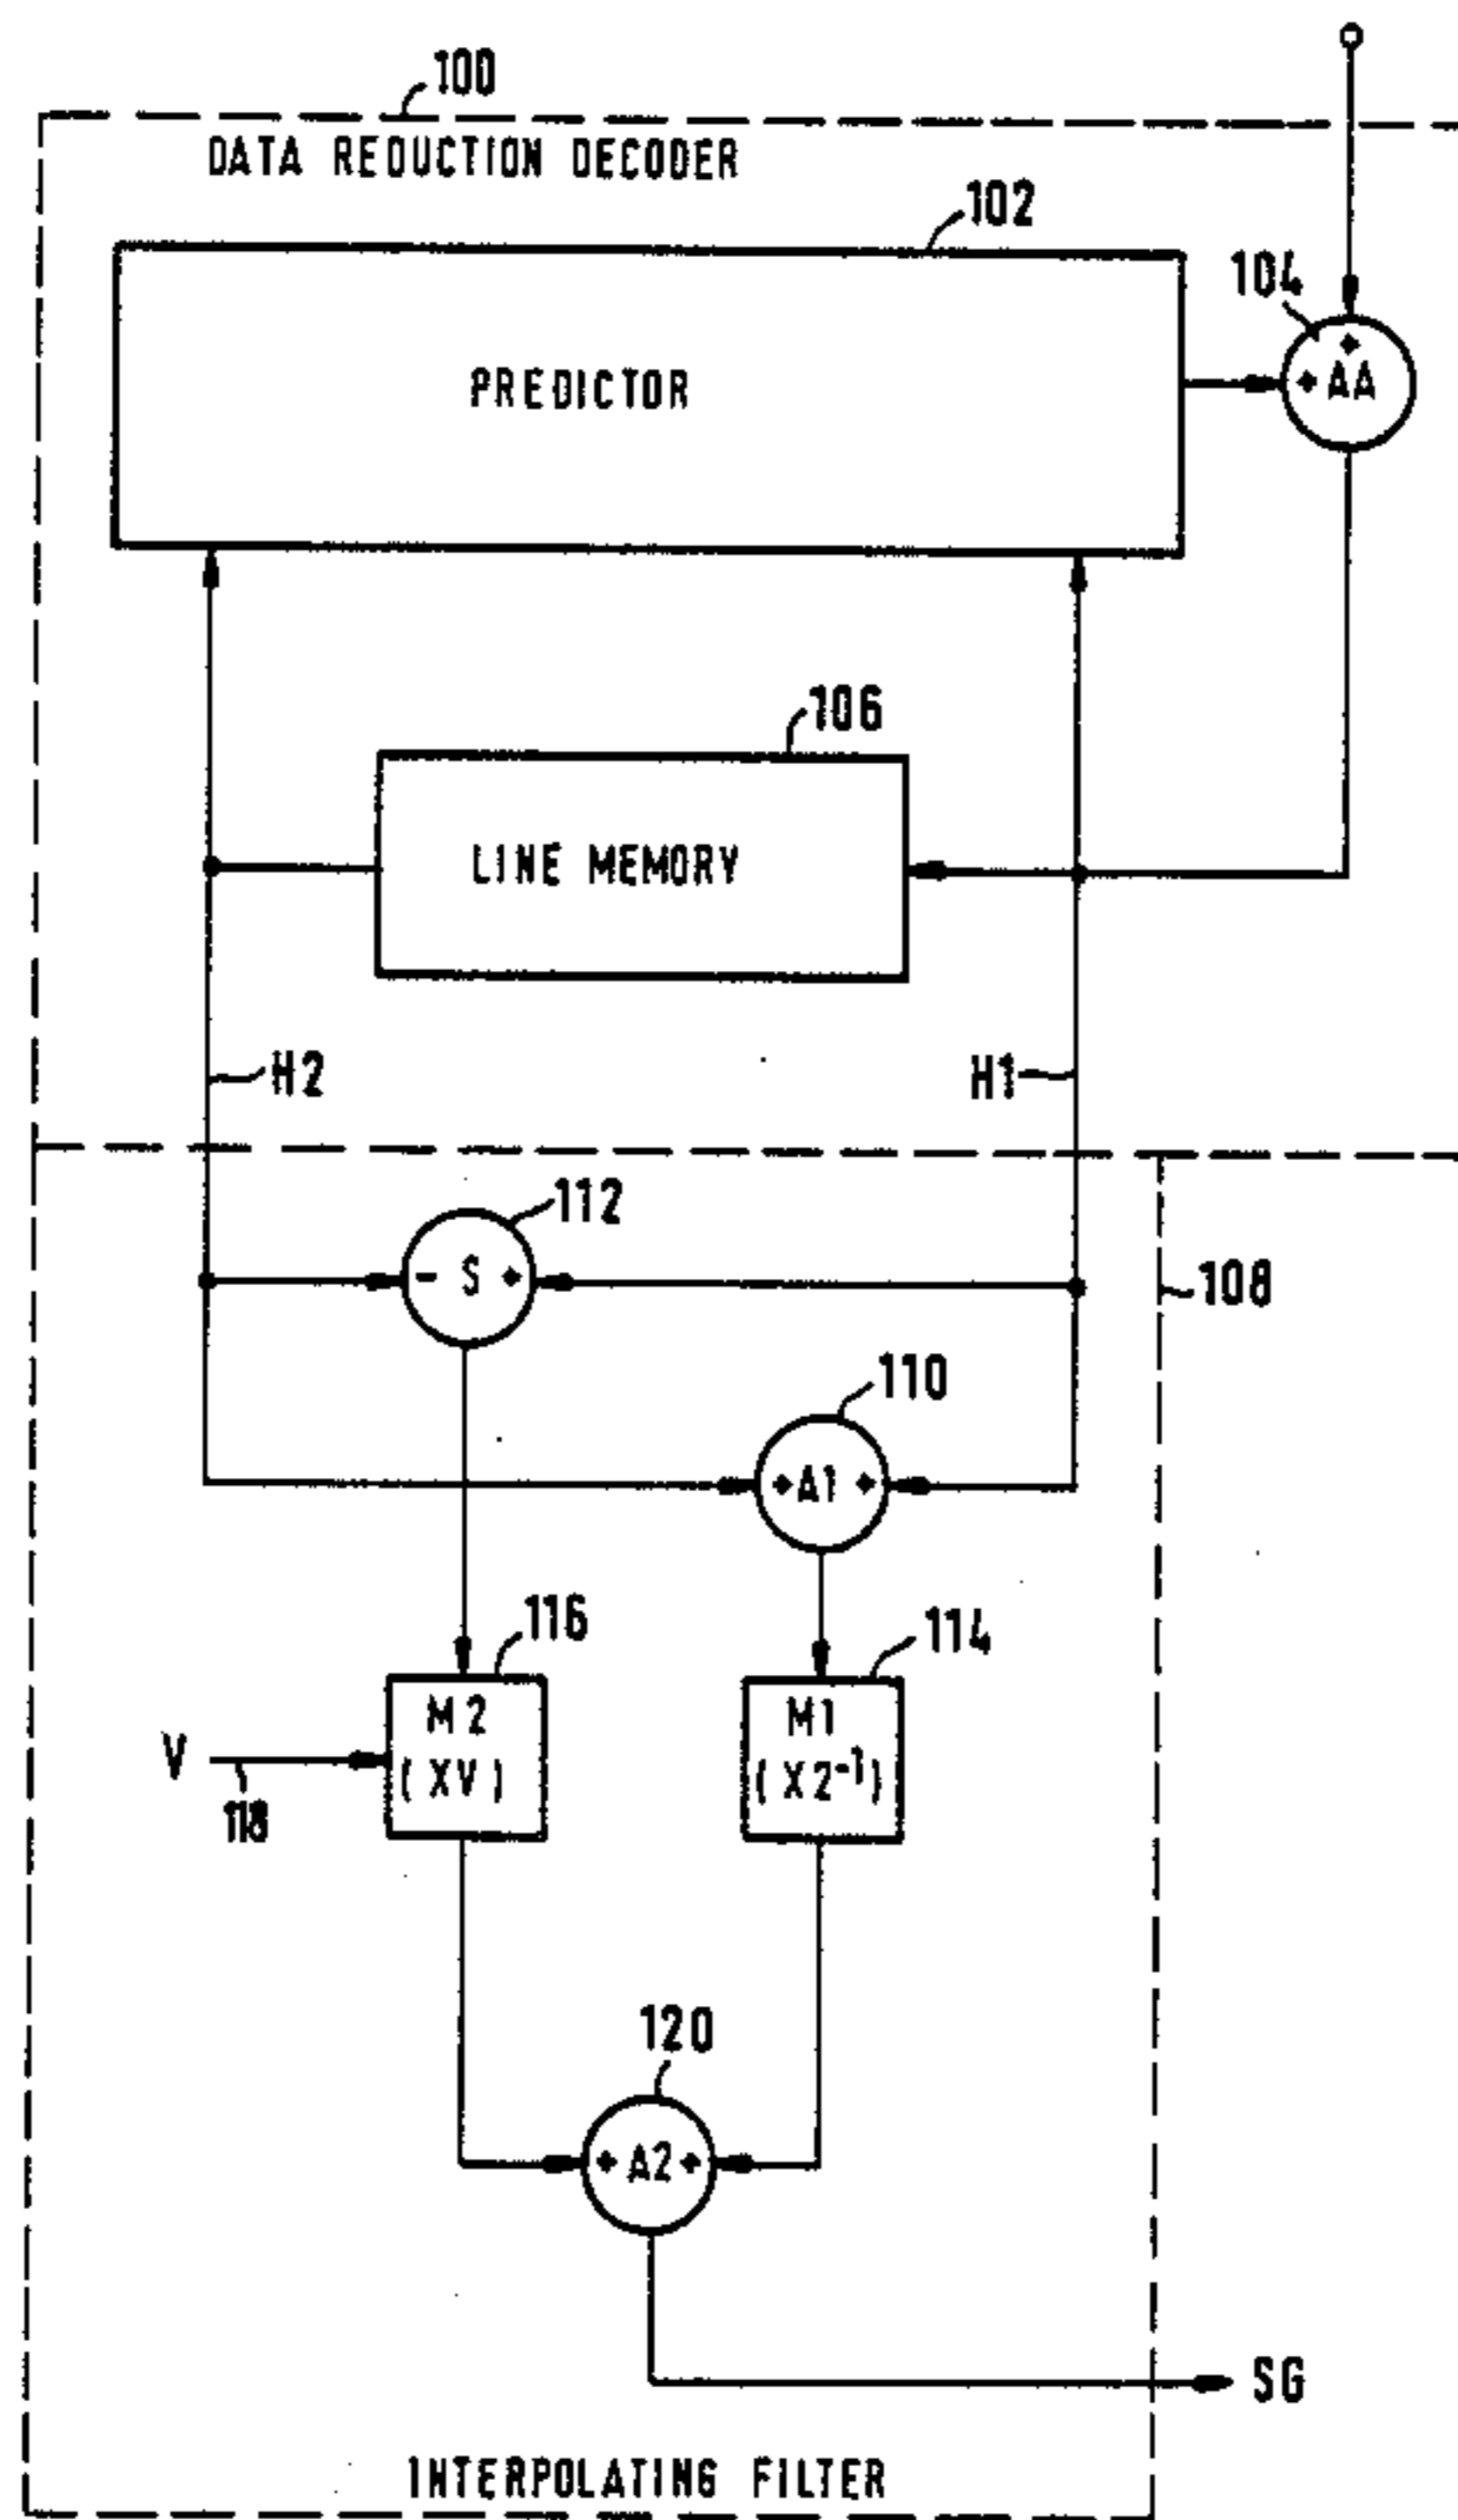 100
DATA REDUCTION DECODER
102
104
PREDICTOR
AA
106
LINE MEMORY
H2
H1
112
- S
108
110
A1
116
114
M2
(XV)
M1
(X2⁻¹)
V
118
120
A2
SG
INTERPOLATING FILTER